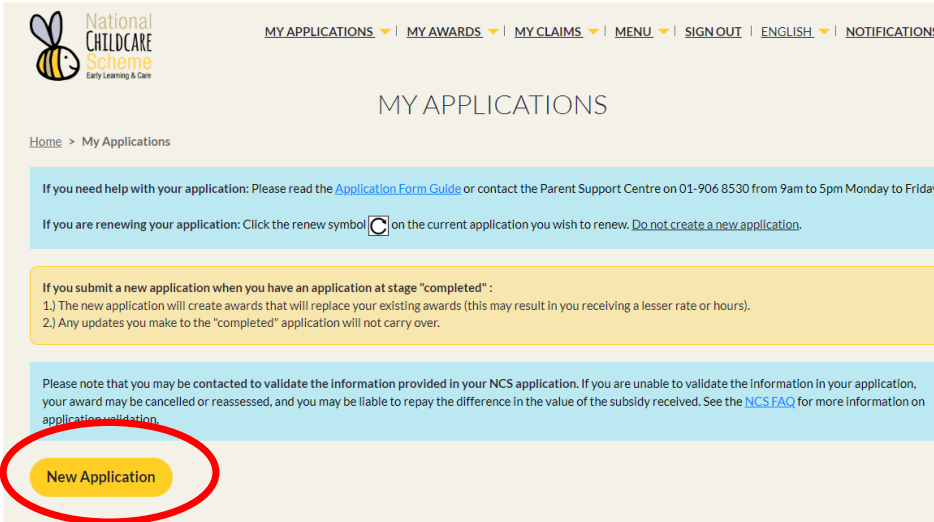 National
CHILDCARE
Scheme
Early Learning & Care
MY APPLICATIONS | MY AWARDS | MY CLAIMS | MENU | SIGN OUT | ENGLISH | NOTIFICATIONS
MY APPLICATIONS
Home > My Applications
If you need help with your application: Please read the Application Form Guide or contact the Parent Support Centre on 01-906 8530 from 9am to 5pm Monday to Friday
If you are renewing your application: Click the renew symbol on the current application you wish to renew. Do not create a new application.
If you submit a new application when you have an application at stage "completed" :
1.) The new application will create awards that will replace your existing awards (this may result in you receiving a lesser rate or hours).
2.) Any updates you make to the "completed" application will not carry over.
Please note that you may be contacted to validate the information provided in your NCS application. If you are unable to validate the information in your application,
your award may be cancelled or reassessed, and you may be liable to repay the difference in the value of the subsidy received. See the NCS FAQ for more information on
application validation.
New Application